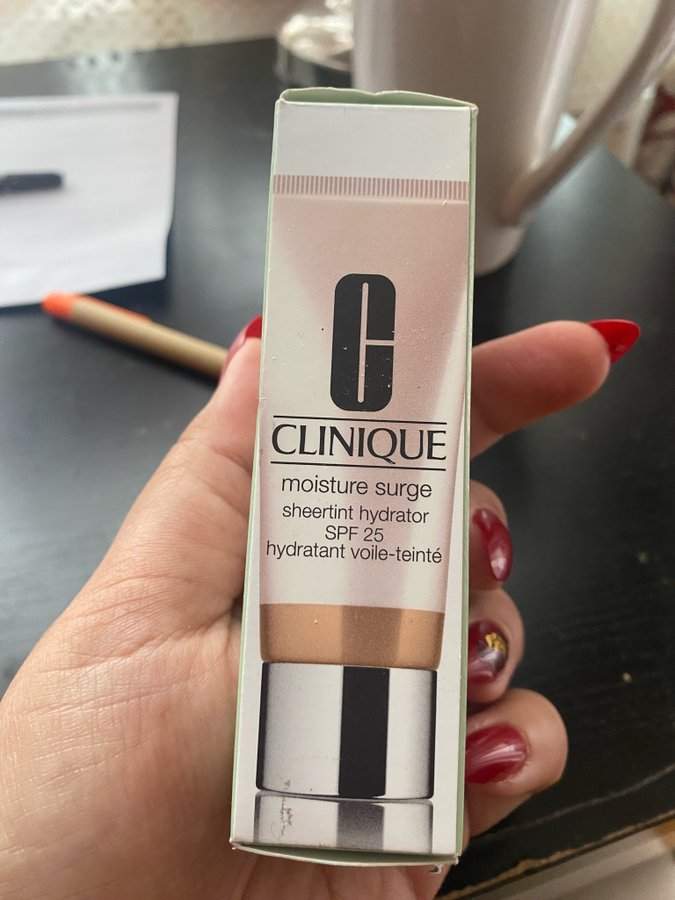 C
CLINIQUE
moisture surge
sheertint hydrator
SPF 25
hydratant voile-teinté